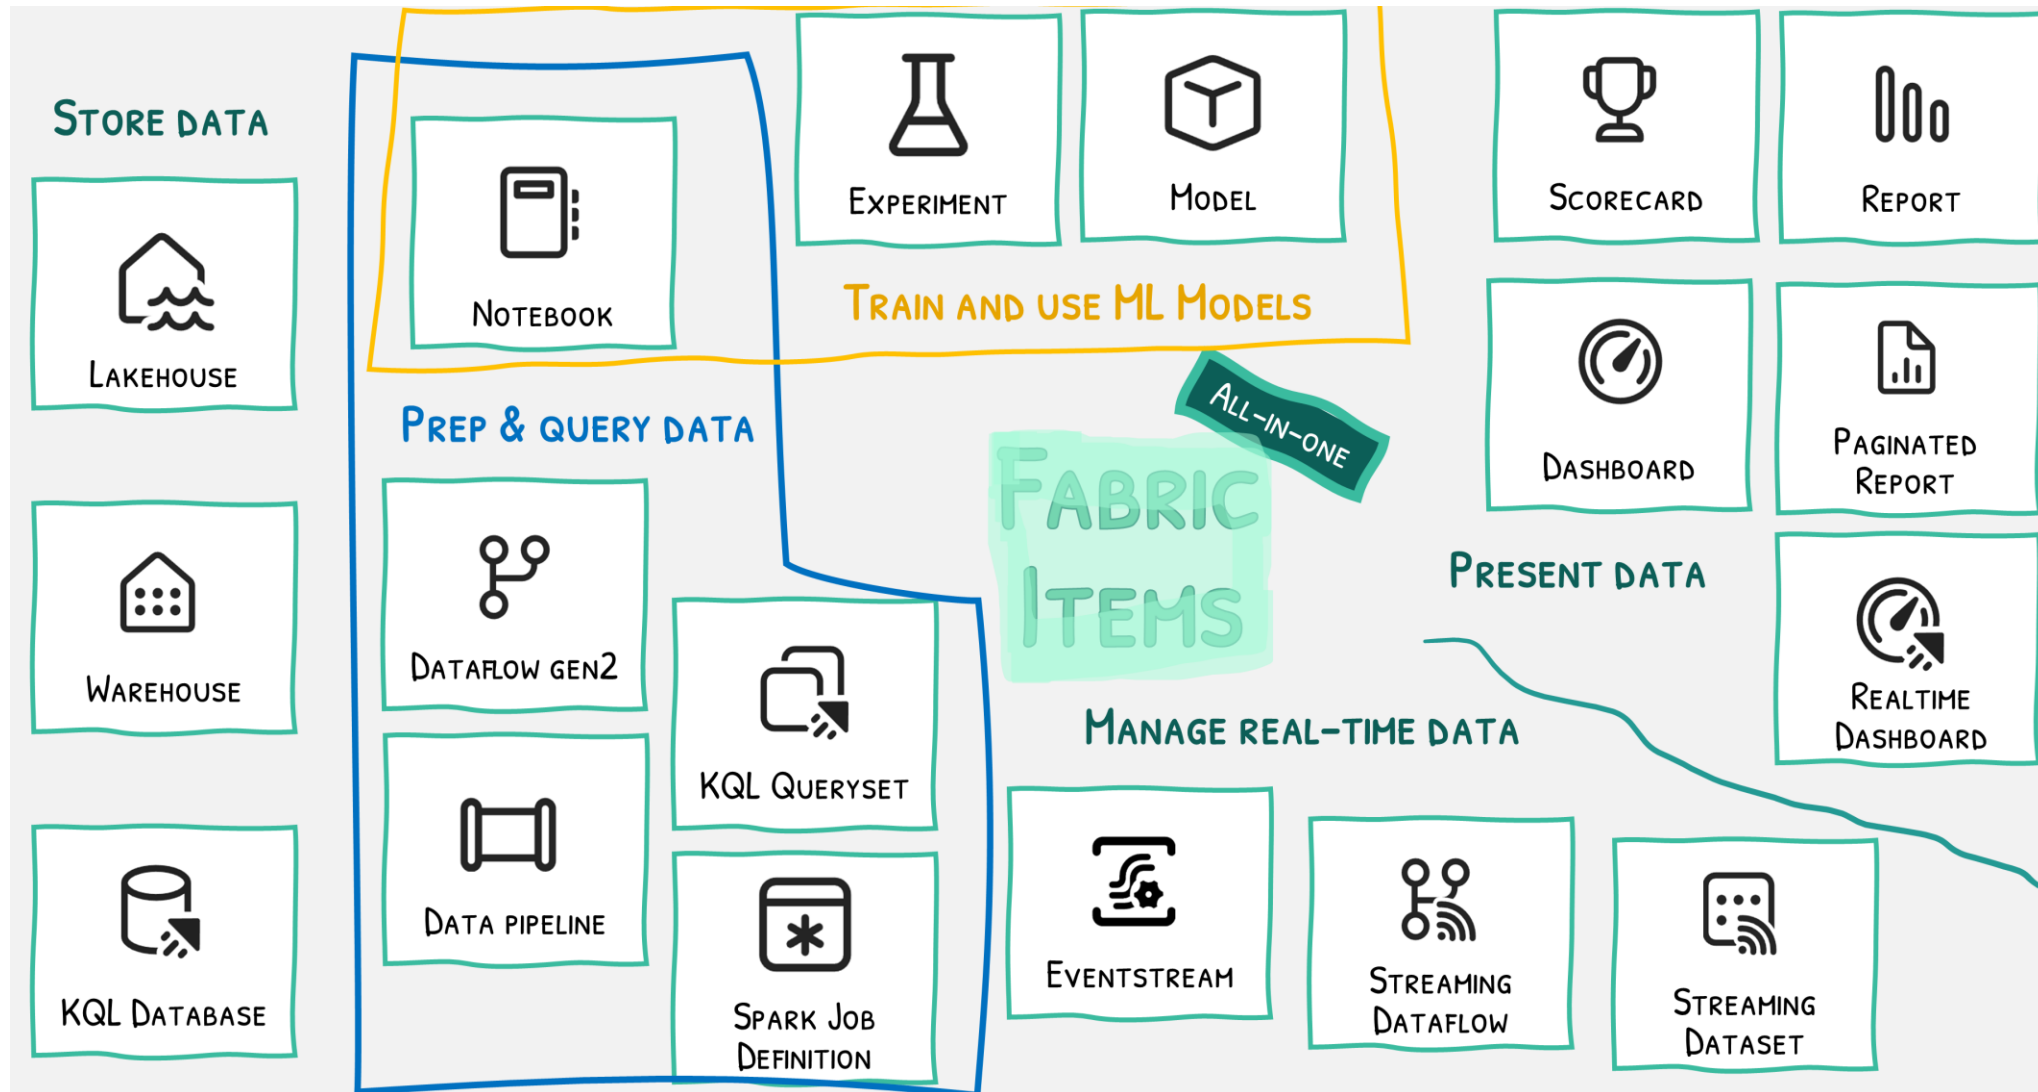 Store data
Lakehouse
Warehouse
KQL Database
Notebook
Prep & query data
Dataflow gen2
Data pipeline
KQL Queryset
Spark Job
Definition
Experiment
Model
Train and use ML Models
All-in-one
Fabric
Items
Manage real-time data
Eventstream
Streaming
Dataflow
Streaming
Dataset
Scorecard
Report
Dashboard
Paginated
Report
Present data
Realtime
Dashboard